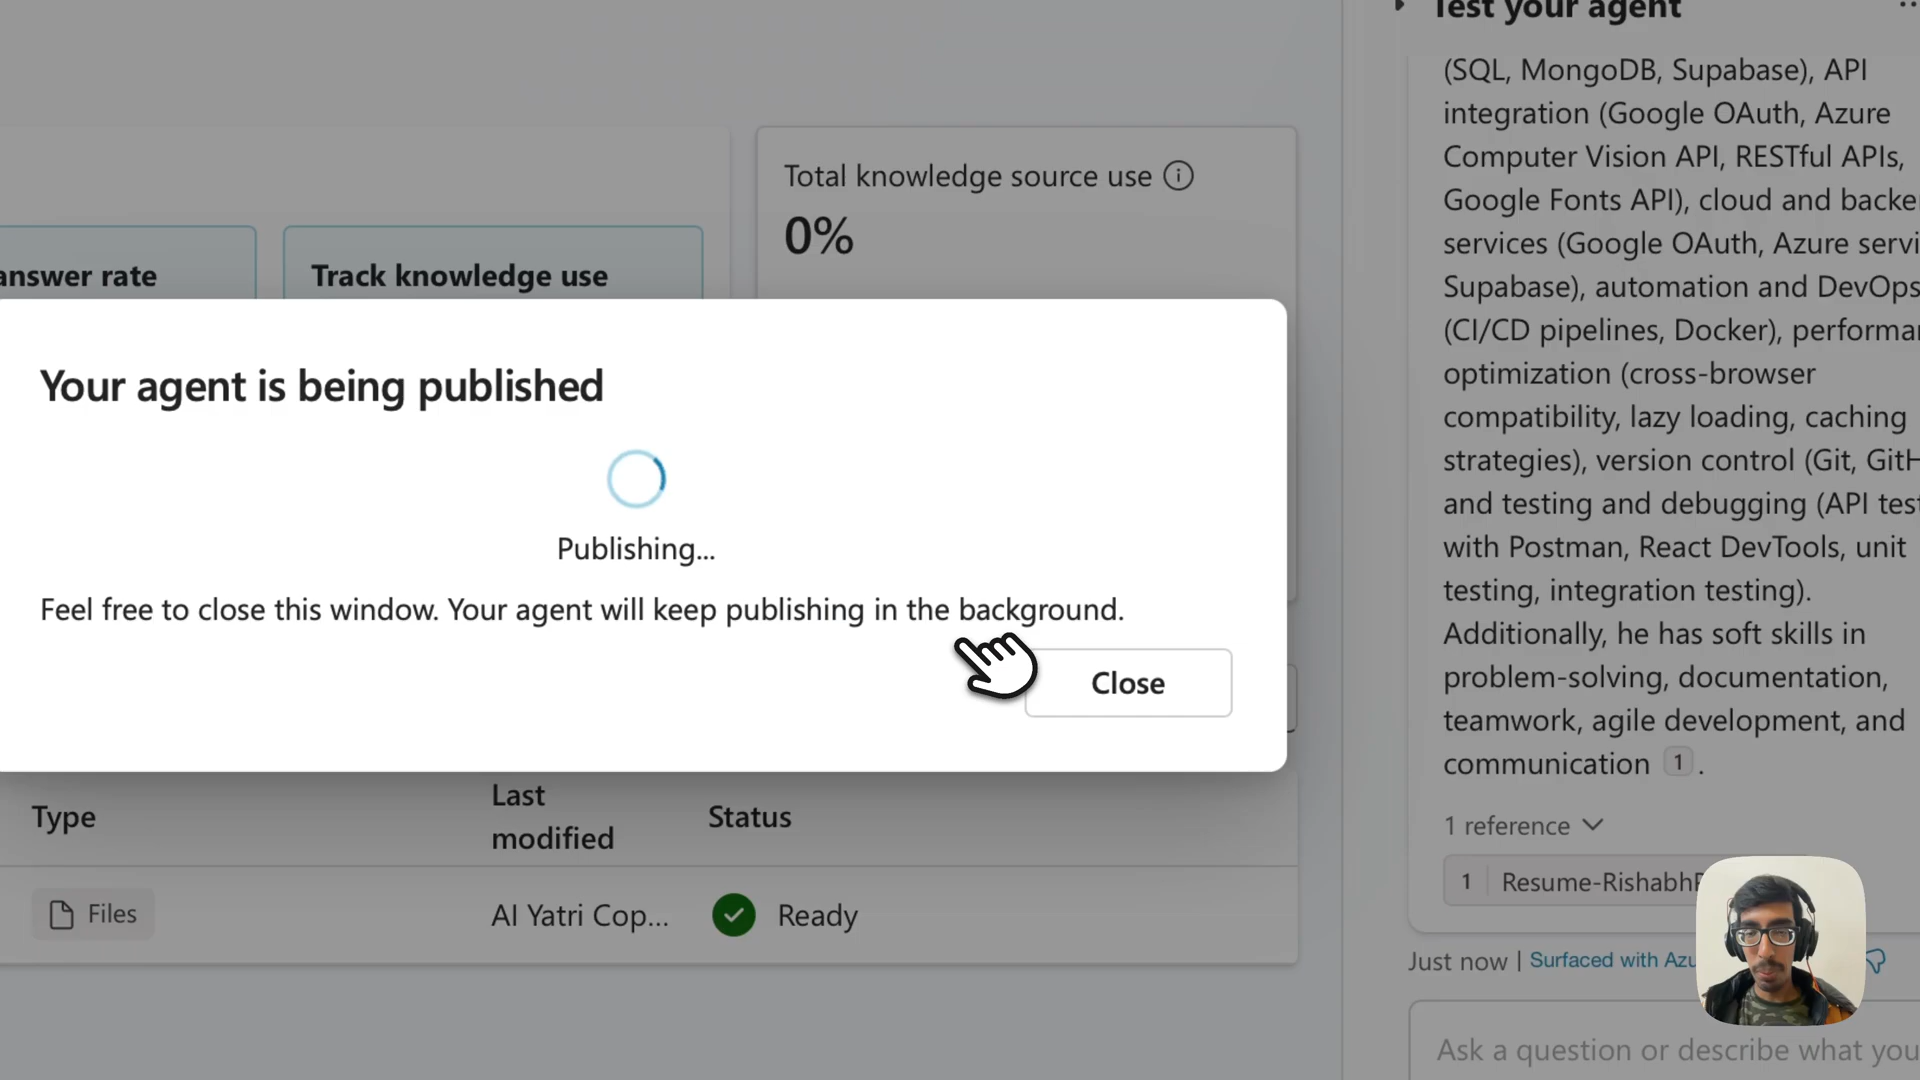 Test your agent
(SQL, MongoDB, Supabase), API
integration (Google OAuth, Azure
Computer Vision API, RESTful APIs,
Google Fonts API), cloud and backe
services (Google OAuth, Azure servi
Supabase), automation and DevOps
(CI/CD pipelines, Docker), performa
optimization (cross-browser
compatibility, lazy loading, caching
strategies), version control (Git, GitH
and testing and debugging (API test
with Postman, React DevTools, unit
testing, integration testing).
Additionally, he has soft skills in
problem-solving, documentation,
teamwork, agile development, and
communication 1 .
1 reference
1 Resume-Rishabh
Just now | Surfaced with Azu
Ask a question or describe what you
Total knowledge source use
0%
answer rate
Track knowledge use
Your agent is being published
Publishing...
Feel free to close this window. Your agent will keep publishing in the background.
Close
Type
Last
modified
Status
Files
AI Yatri Cop...
Ready